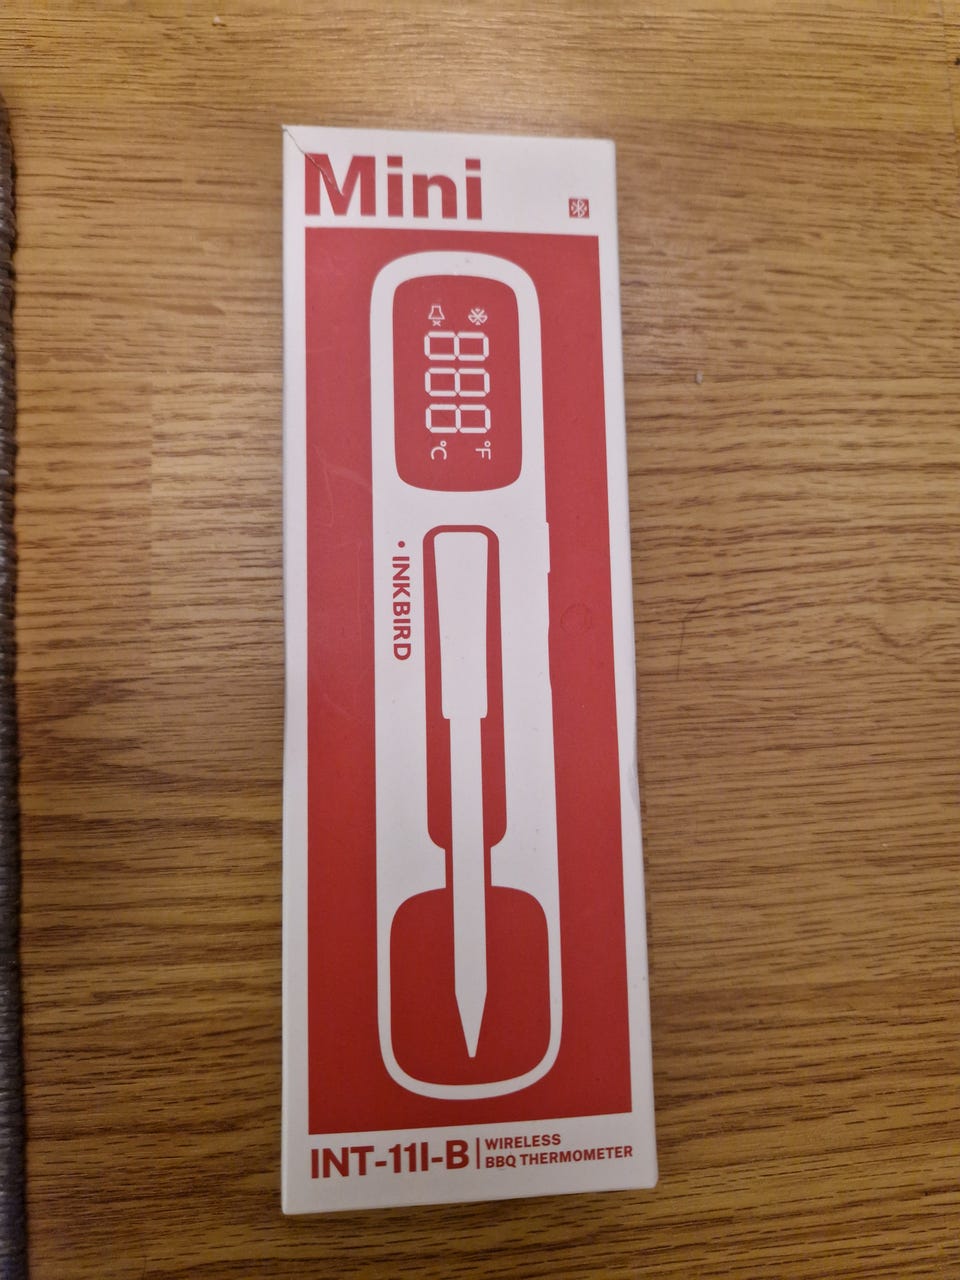 Mini
888 °F
888 °C
• INKBIRD
INT-11I-B
WIRELESS
BBQ THERMOMETER